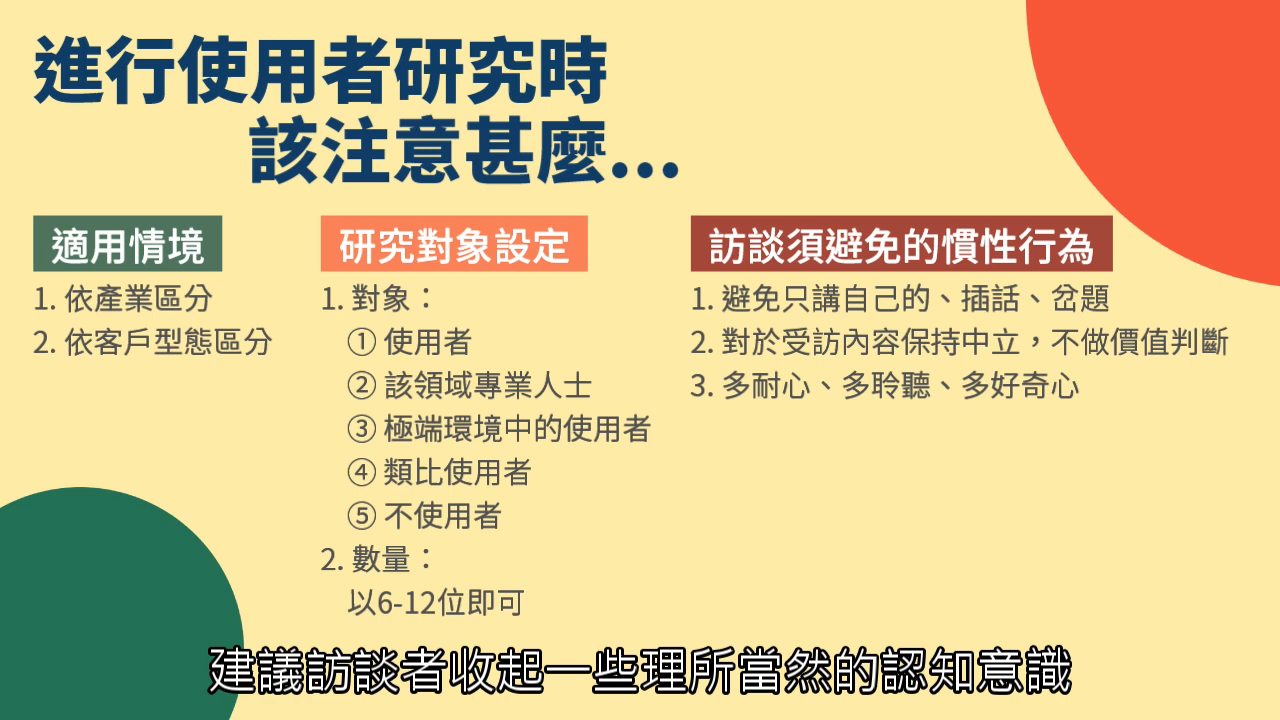 進行使用者研究時
該注意甚麼...
適用情境
1. 依產業區分
2. 依客戶型態區分
研究對象設定
1. 對象：
① 使用者
② 該領域專業人士
③ 極端環境中的使用者
④ 類比使用者
⑤ 不使用者
2. 數量：
以6-12位即可
訪談須避免的慣性行為
1. 避免只講自己的、插話、岔題
2. 對於受訪內容保持中立，不做價值判斷
3. 多耐心、多聆聽、多好奇心
建議訪談者收起一些理所當然的認知意識